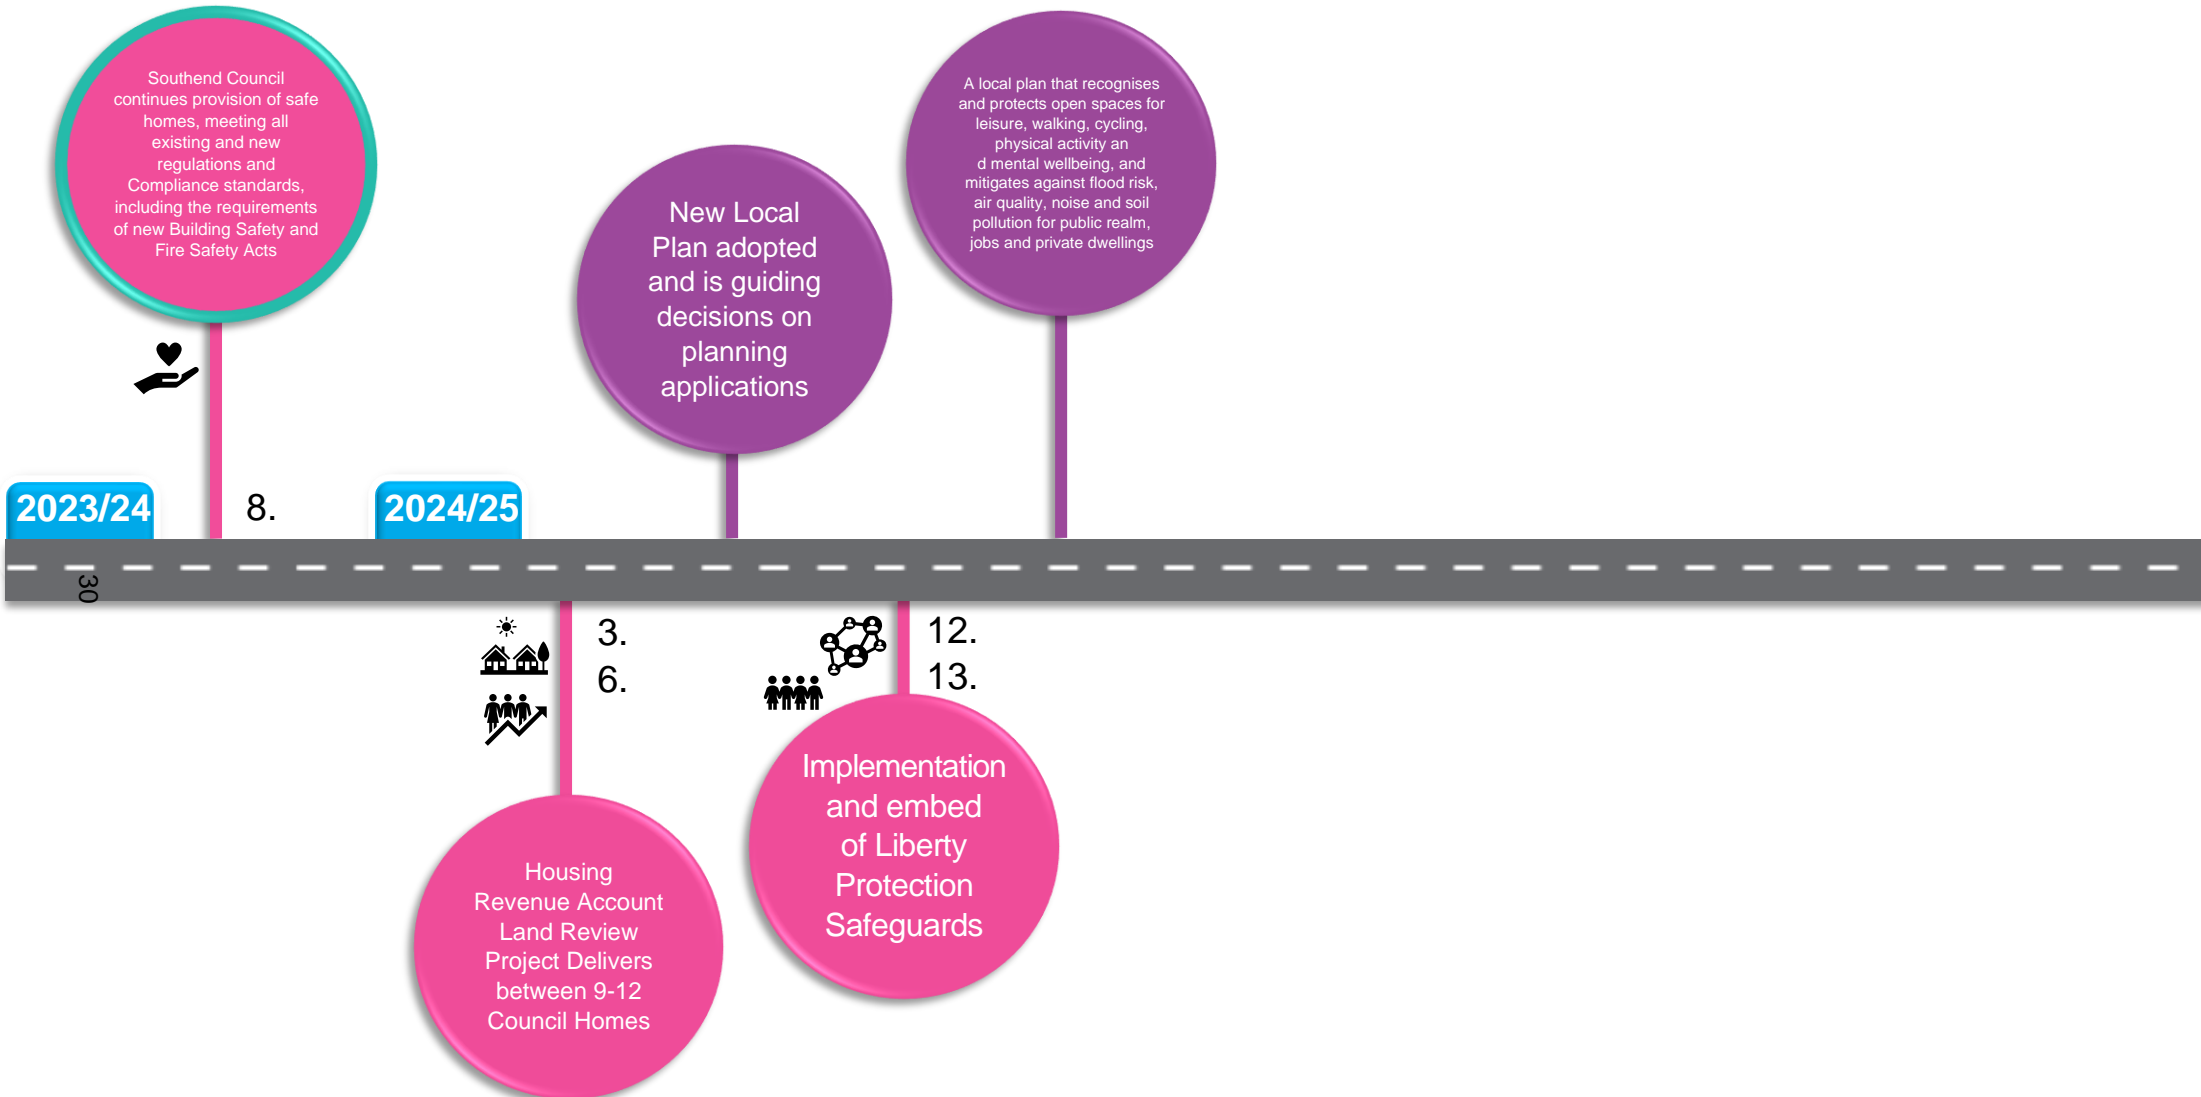 Southend Council
continues provision of safe
homes, meeting all
existing and new
regulations and
Compliance standards,
including the requirements
of new Building Safety and
Fire Safety Acts
New Local
Plan adopted
and is guiding
decisions on
planning
applications
A local plan that recognises
and protects open spaces for
leisure, walking, cycling,
physical activity an
d mental wellbeing, and
mitigates against flood risk,
air quality, noise and soil
pollution for public realm,
jobs and private dwellings
2023/24
8.
2024/25
30
3.
6.
12.
13.
Housing
Revenue Account
Land Review
Project Delivers
between 9-12
Council Homes
Implementation
and embed
of Liberty
Protection
Safeguards